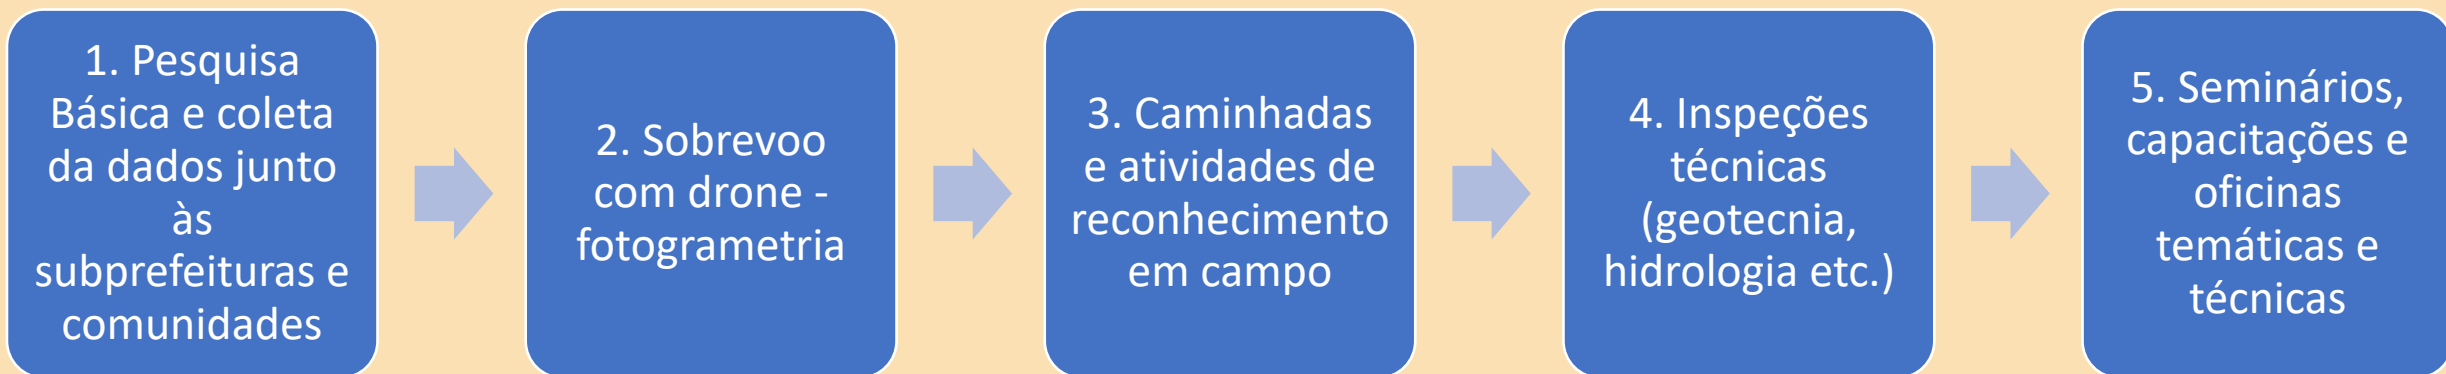 1. Pesquisa
Básica e coleta
da dados junto
às
subprefeituras e
comunidades
2. Sobrevoo
com drone -
fotogrametria
3. Caminhadas
e atividades de
reconhecimento
em campo
4. Inspeções
técnicas
(geotecnia,
hidrologia etc.)
5. Seminários,
capacitações e
oficinas
temáticas e
técnicas